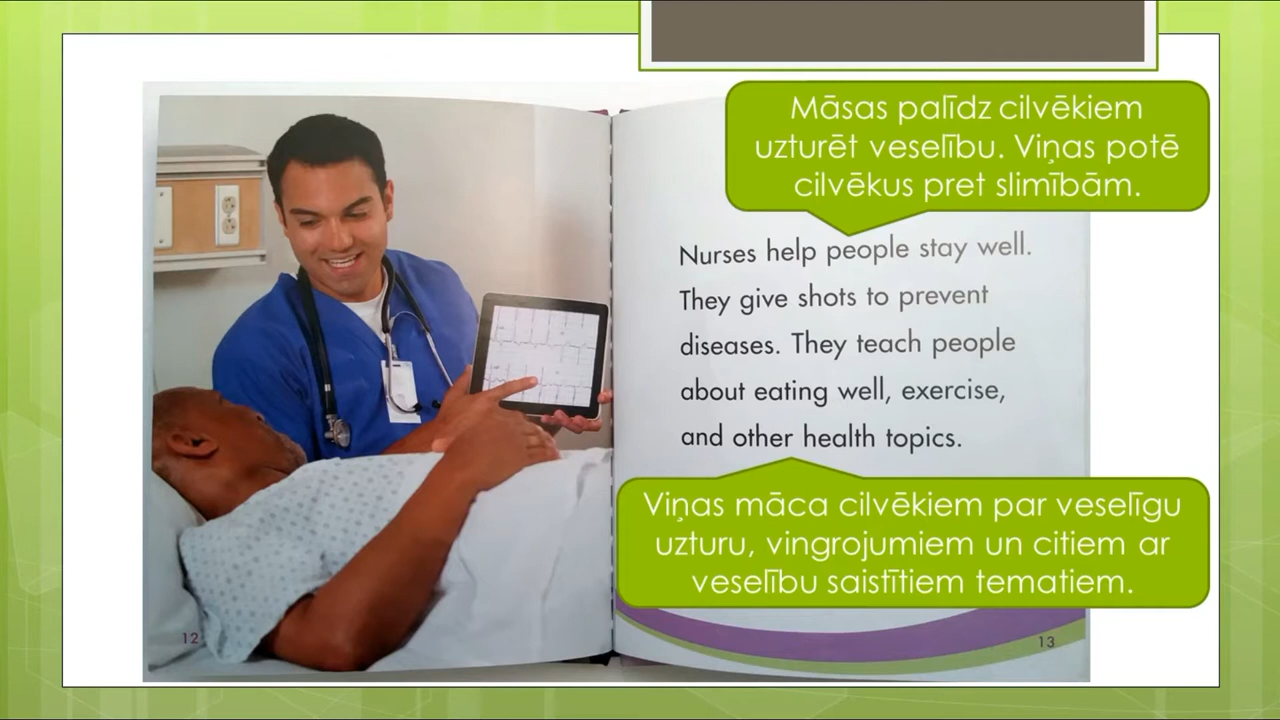 Māsas palīdz cilvēkiem
uzturēt veselību. Viņas potē
cilvēkus pret slimībām.
Nurses help people stay well.
They give shots to prevent
diseases. They teach people
about eating well, exercise,
and other health topics.
Viņas māca cilvēkiem par veselīgu
uzturu, vingrojumiem un citiem ar
veselību saistītiem tematiem.
12
13